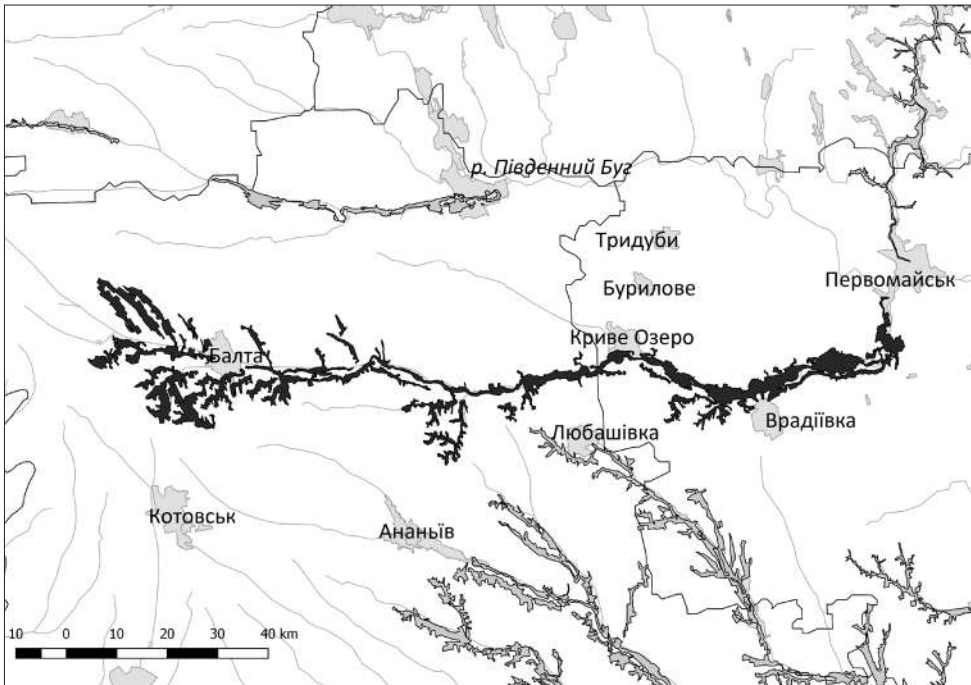 р. Південний Буг
Тридуби
Первомайськ
Бурилове
Криве Озеро
Балта
Врадіївка
Любашівка
Котовськ
Ананьїв
10 0 10 20 30 40 km